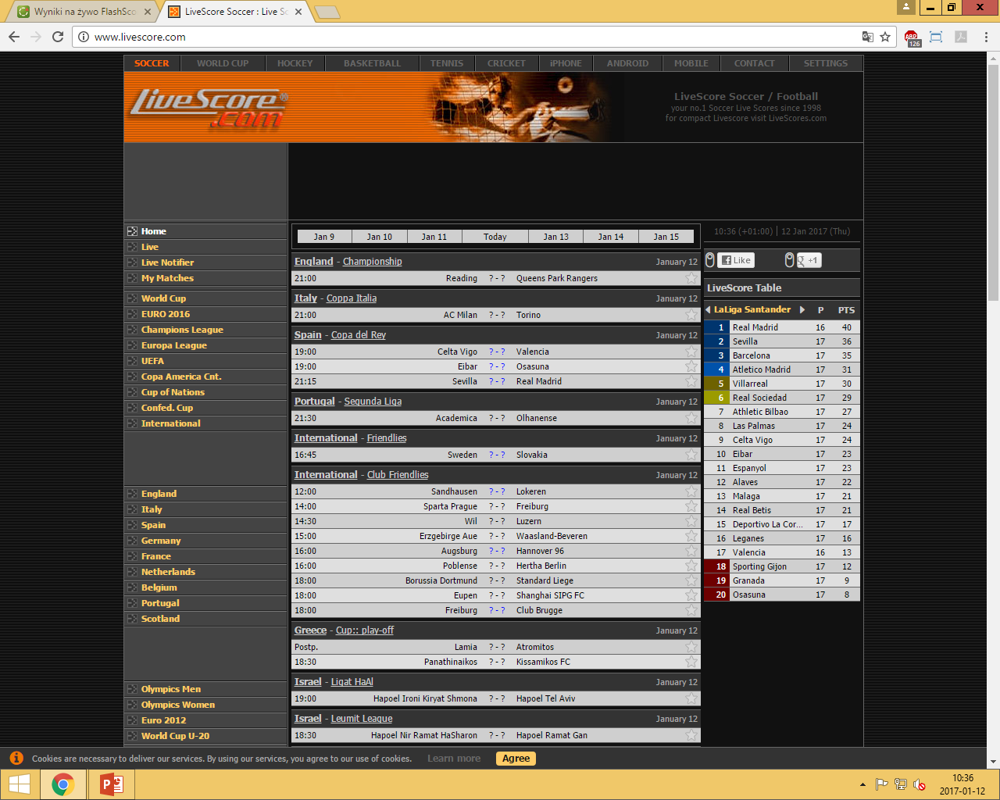 Wyniki na żywo FlashSco
LiveScore Soccer : Live Sc
www.livescore.com
ABP
126
SOCCER WORLD CUP HOCKEY BASKETBALL TENNIS CRICKET iPHONE ANDROID MOBILE CONTACT SETTINGS
LiveScore®
.com
LiveScore Soccer / Football
your no.1 Soccer Live Scores since 1998
for compact Livescore visit LiveScores.com
Home
Live
Live Notifier
My Matches
World Cup
EURO 2016
Champions League
Europa League
UEFA
Copa America Cnt.
Cup of Nations
Confed. Cup
International
England
Italy
Spain
Germany
France
Netherlands
Belgium
Portugal
Scotland
Olympics Men
Olympics Women
Euro 2012
World Cup U-20
Jan 9 Jan 10 Jan 11 Today Jan 13 Jan 14 Jan 15
England - Championship January 12
21:00 Reading ? - ? Queens Park Rangers
Italy - Coppa Italia January 12
21:00 AC Milan ? - ? Torino
Spain - Copa del Rey January 12
19:00 Celta Vigo ? - ? Valencia
19:00 Eibar ? - ? Osasuna
21:15 Sevilla ? - ? Real Madrid
Portugal - Segunda Liga January 12
21:30 Academica ? - ? Olhanense
International - Friendlies January 12
16:45 Sweden ? - ? Slovakia
International - Club Friendlies January 12
12:00 Sandhausen ? - ? Lokeren
14:00 Sparta Prague ? - ? Freiburg
14:30 Wil ? - ? Luzern
15:00 Erzgebirge Aue ? - ? Waasland-Beveren
16:00 Augsburg ? - ? Hannover 96
16:00 Poblense ? - ? Hertha Berlin
18:00 Borussia Dortmund ? - ? Standard Liege
18:00 Eupen ? - ? Shanghai SIPG FC
18:00 Freiburg ? - ? Club Brugge
Greece - Cup:: play-off January 12
Postp. Lamia ? - ? Atromitos
18:30 Panathinaikos ? - ? Kissamikos FC
Israel - Ligat HaAl January 12
19:00 Hapoel Ironi Kiryat Shmona ? - ? Hapoel Tel Aviv
Israel - Leumit League January 12
18:30 Hapoel Nir Ramat HaSharon ? - ? Hapoel Ramat Gan
10:36 (+01:00) | 12 Jan 2017 (Thu)
Like +1
LiveScore Table
LaLiga Santander P PTS
1 Real Madrid 16 40
2 Sevilla 17 36
3 Barcelona 17 35
4 Atletico Madrid 17 31
5 Villarreal 17 30
6 Real Sociedad 17 29
7 Athletic Bilbao 17 27
8 Las Palmas 17 24
9 Celta Vigo 17 24
10 Eibar 17 23
11 Espanyol 17 23
12 Alaves 17 22
13 Malaga 17 21
14 Real Betis 17 21
15 Deportivo La Cor... 17 17
16 Leganes 17 16
17 Valencia 16 13
18 Sporting Gijon 17 12
19 Granada 17 9
20 Osasuna 17 8
Cookies are necessary to deliver our services. By using our services, you agree to our use of cookies. Learn more Agree
10:36
2017-01-12